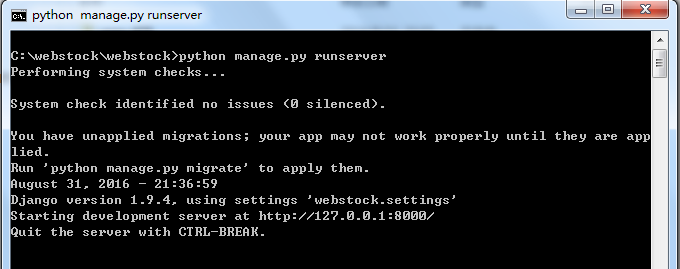 python  manage.py runserver
C:\webstock\webstock>python manage.py runserver
Performing system checks...
System check identified no issues (0 silenced).
You have unapplied migrations; your app may not work properly until they are app
lied.
Run 'python manage.py migrate' to apply them.
August 31, 2016 - 21:36:59
Django version 1.9.4, using settings 'webstock.settings'
Starting development server at http://127.0.0.1:8000/
Quit the server with CTRL-BREAK.